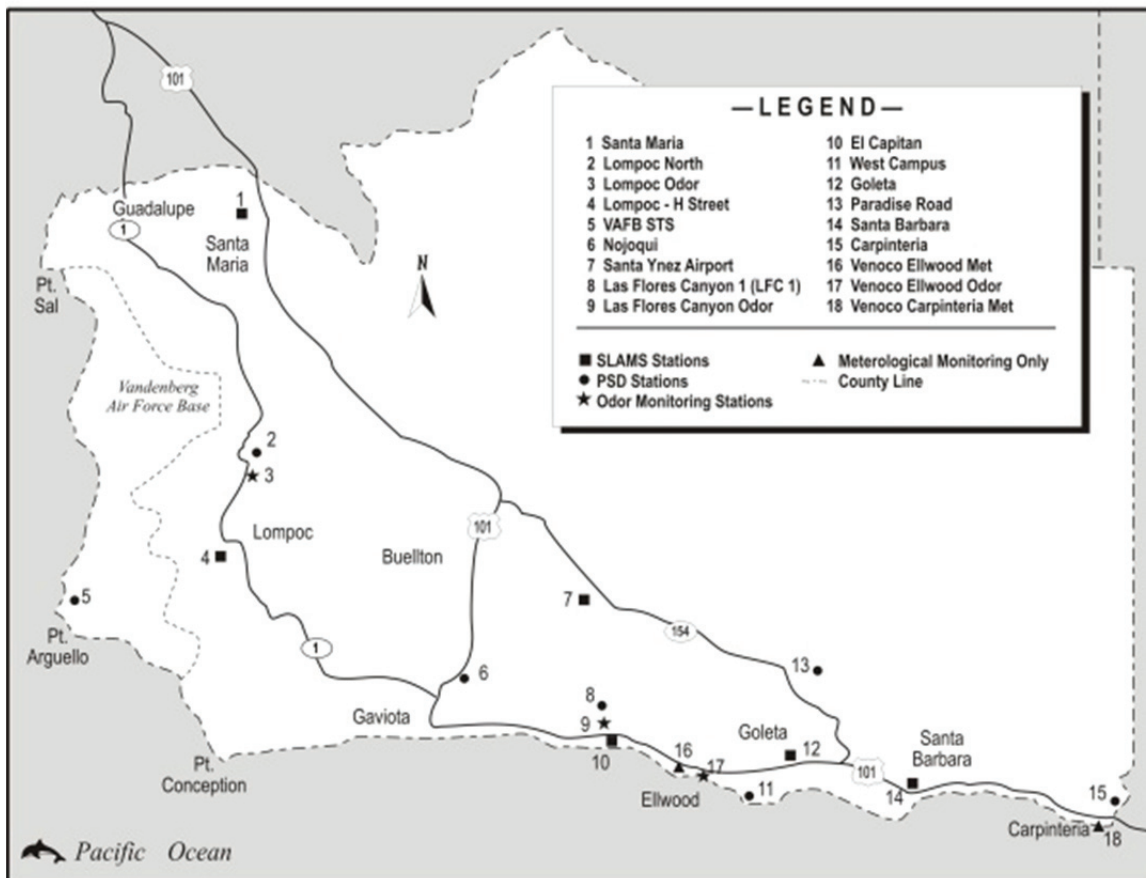 —LEGEND—
1 Santa Maria
2 Lompoc North
3 Lompoc Odor
4 Lompoc - H Street
5 VAFB STS
6 Nojoqui
7 Santa Ynez Airport
8 Las Flores Canyon 1 (LFC 1)
9 Las Flores Canyon Odor
10 El Capitan
11 West Campus
12 Goleta
13 Paradise Road
14 Santa Barbara
15 Carpinteria
16 Venoco Ellwood Met
17 Venoco Ellwood Odor
18 Venoco Carpinteria Met
SLAMS Stations
PSD Stations
Odor Monitoring Stations
Meterological Monitoring Only
County Line
101
1
Guadalupe
1
Santa
Maria
N
Pt.
Sal
Vandenberg
Air Force Base
2
3
Lompoc
101
Buellton
4
5
7
Pt.
Arguello
154
1
13
6
8
Gaviota
9
Goleta
12
Santa
Barbara
10
16
17
101
Pt.
Conception
Ellwood
11
14
15
Carpinteria
18
Pacific Ocean